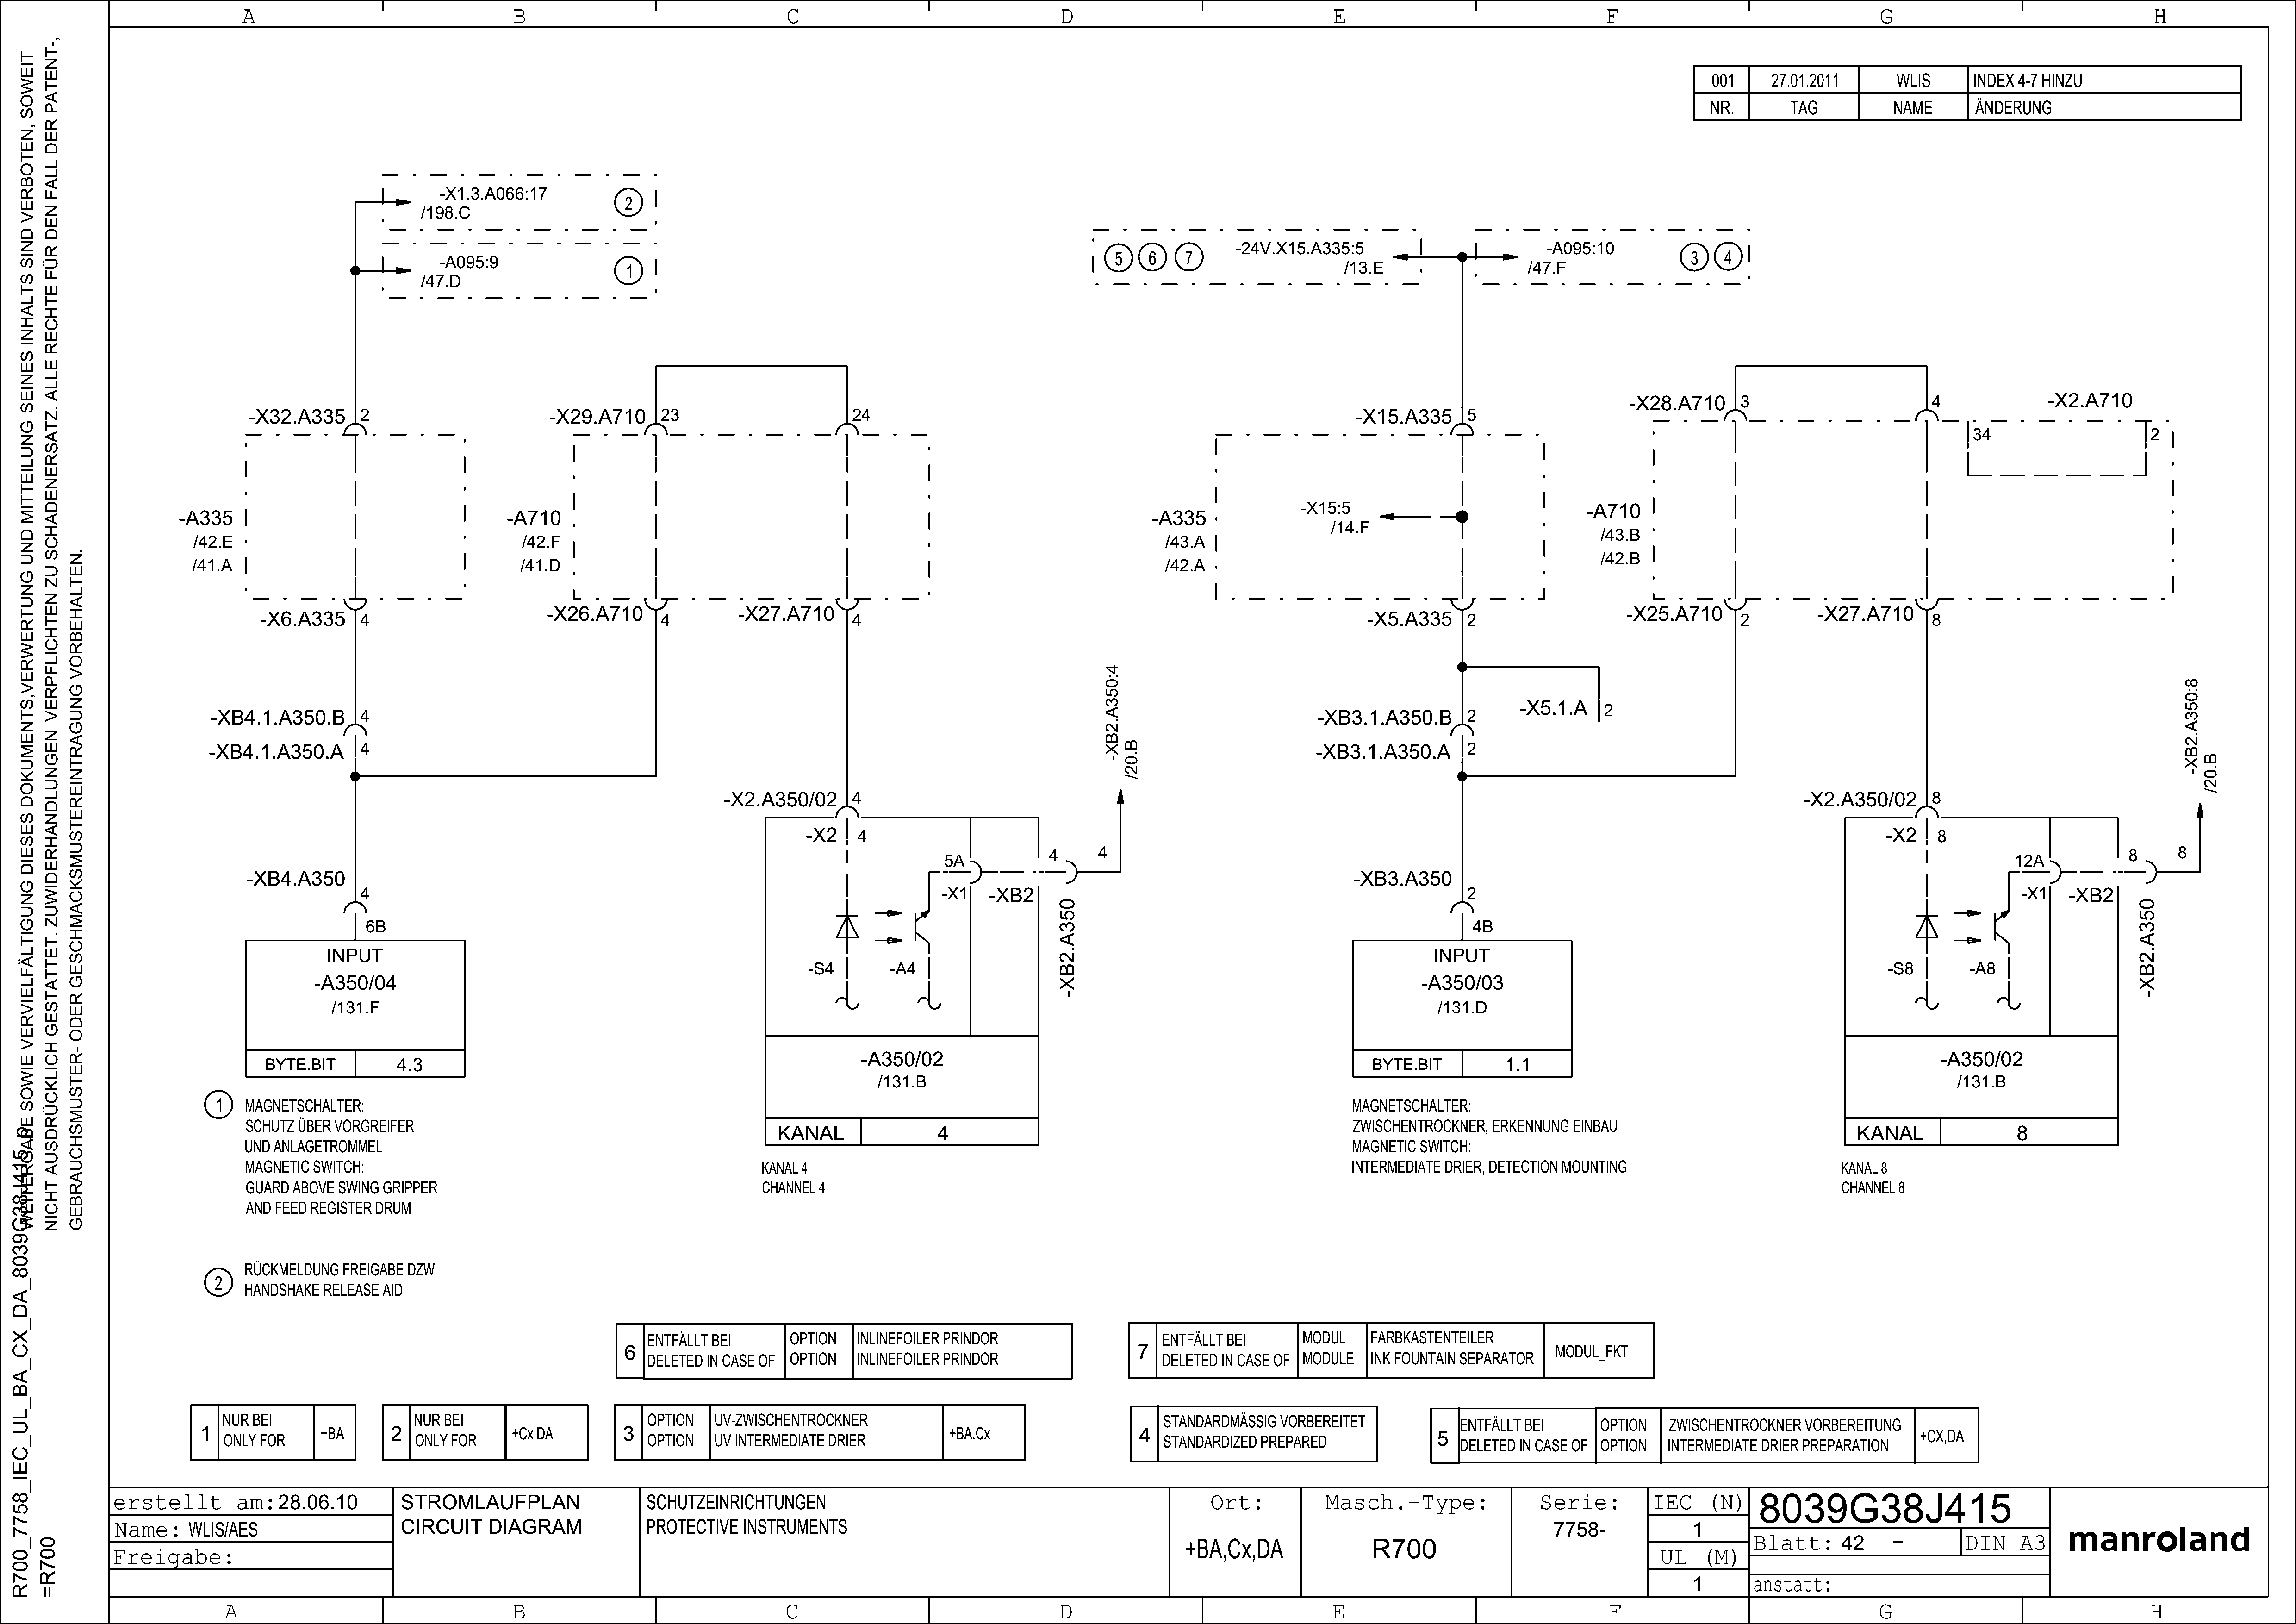 A B C D E F G H
001 27.01.2011 WLIS INDEX 4-7 HINZU
NR. TAG NAME ÄNDERUNG
WEITERGABE SOWIE VERVIELFÄLTIGUNG DIESES DOKUMENTS,VERWERTUNG UND MITTEILUNG SEINES INHALTS SIND VERBOTEN, SOWEIT
NICHT AUSDRÜCKLICH GESTATTET. ZUWIDERHANDLUNGEN VERPFLICHTEN ZU SCHADENERSATZ. ALLE RECHTE FÜR DEN FALL DER PATENT-,
GEBRAUCHSMUSTER- ODER GESCHMACKSMUSTEREINTRAGUNG VORBEHALTEN.
R700_7758_IEC_UL_BA_CX_DA_8039G38J415_D
=R700
-X1.3.A066:17
/198.C
2
-A095:9
/47.D
1
5 6 7
-24V.X15.A335:5
/13.E
-A095:10
/47.F
3 4
-X32.A335 2
-X29.A710 23
24
-X15.A335 5
-X28.A710 3
4
-X2.A710
34
2
-A335
/42.E
/41.A
-A710
/42.F
/41.D
-A335
/43.A
/42.A
-X15:5
/14.F
-A710
/43.B
/42.B
-X6.A335 4
-X26.A710 4
-X27.A710 4
-X5.A335 2
-X25.A710 2
-X27.A710 8
-XB4.1.A350.B 4
-XB4.1.A350.A 4
-XB2.A350:4
/20.B
-XB3.1.A350.B 2
-XB3.1.A350.A 2
-X5.1.A 2
-XB2.A350:8
/20.B
-X2.A350/02 4
-X2 4
-X2.A350/02 8
-X2 8
-XB4.A350
4
6B
5A
-X1
-XB2
4
4
-XB2.A350
-S4
-A4
-XB3.A350
2
4B
12A
-X1
-XB2
8
8
-XB2.A350
-S8
-A8
INPUT
-A350/04
/131.F
BYTE.BIT 4.3
-A350/02
/131.B
KANAL 4
INPUT
-A350/03
/131.D
BYTE.BIT 1.1
-A350/02
/131.B
KANAL 8
1
MAGNETSCHALTER:
SCHUTZ ÜBER VORGREIFER
UND ANLAGETROMMEL
MAGNETIC SWITCH:
GUARD ABOVE SWING GRIPPER
AND FEED REGISTER DRUM
KANAL 4
CHANNEL 4
MAGNETSCHALTER:
ZWISCHENTROCKNER, ERKENNUNG EINBAU
MAGNETIC SWITCH:
INTERMEDIATE DRIER, DETECTION MOUNTING
KANAL 8
CHANNEL 8
2
RÜCKMELDUNG FREIGABE DZW
HANDSHAKE RELEASE AID
6
ENTFÄLLT BEI OPTION INLINEFOILER PRINDOR
DELETED IN CASE OF OPTION INLINEFOILER PRINDOR
7
ENTFÄLLT BEI MODUL FARBKASTENTEILER
DELETED IN CASE OF MODULE INK FOUNTAIN SEPARATOR
MODUL_FKT
1
NUR BEI
ONLY FOR
+BA
2
NUR BEI
ONLY FOR
+Cx,DA
3
OPTION UV-ZWISCHENTROCKNER
OPTION UV INTERMEDIATE DRIER
+BA.Cx
4
STANDARDMÄSSIG VORBEREITET
STANDARDIZED PREPARED
5
ENTFÄLLT BEI OPTION ZWISCHENTROCKNER VORBEREITUNG
DELETED IN CASE OF OPTION INTERMEDIATE DRIER PREPARATION
+CX,DA
erstellt am: 28.06.10
Name: WLIS/AES
Freigabe:
STROMLAUFPLAN
CIRCUIT DIAGRAM
SCHUTZEINRICHTUNGEN
PROTECTIVE INSTRUMENTS
Ort:
+BA,Cx,DA
Masch.-Type:
R700
Serie:
7758-
IEC (N)
1
UL (M)
1
8039G38J415
Blatt: 42 - DIN A3
anstatt:
manroland
A B C D E F G H